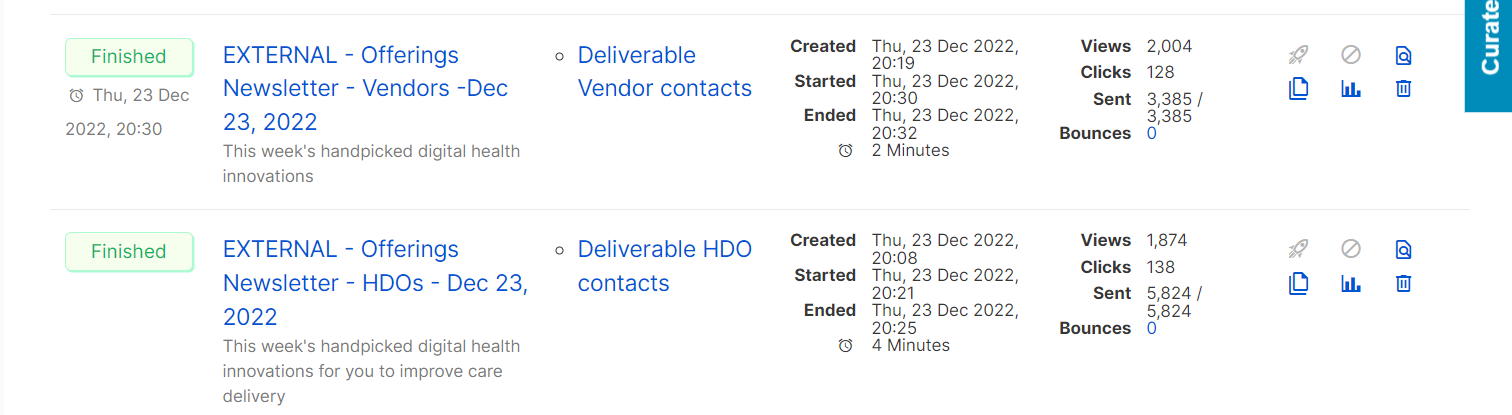 Finished
Thu, 23 Dec
2022, 20:30
EXTERNAL - Offerings
Newsletter - Vendors -Dec
23, 2022
This week's handpicked digital health
innovations
Deliverable
Vendor contacts
Created Thu, 23 Dec 2022,
20:19
Started Thu, 23 Dec 2022,
20:30
Ended Thu, 23 Dec 2022,
20:32
2 Minutes
Views 2,004
Clicks 128
Sent 3,385 /
3,385
Bounces 0
Curate
Finished
EXTERNAL - Offerings
Newsletter - HDOs - Dec 23,
2022
This week's handpicked digital health
innovations for you to improve care
delivery
Deliverable HDO
contacts
Created Thu, 23 Dec 2022,
20:08
Started Thu, 23 Dec 2022,
20:21
Ended Thu, 23 Dec 2022,
20:25
4 Minutes
Views 1,874
Clicks 138
Sent 5,824 /
5,824
Bounces 0